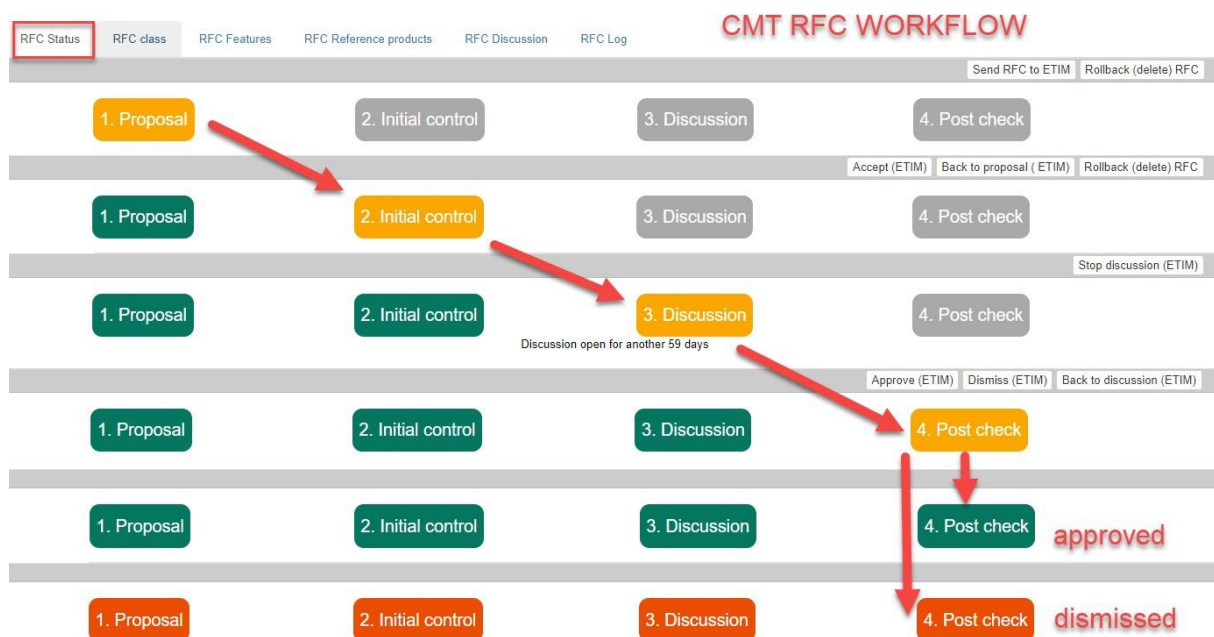 CMT RFC WORKFLOW
RFC Status RFC class RFC Features RFC Reference products RFC Discussion RFC Log
Send RFC to ETIM Rollback (delete) RFC
1. Proposal 2. Initial control 3. Discussion 4. Post check
Accept (ETIM) Back to proposal ( ETIM) Rollback (delete) RFC
1. Proposal 2. Initial control 3. Discussion 4. Post check
Stop discussion (ETIM)
1. Proposal 2. Initial control 3. Discussion 4. Post check
Discussion open for another 59 days
Approve (ETIM) Dismiss (ETIM) Back to discussion (ETIM)
1. Proposal 2. Initial control 3. Discussion 4. Post check
1. Proposal 2. Initial control 3. Discussion 4. Post check approved
1. Proposal 2. Initial control 3. Discussion 4. Post check dismissed